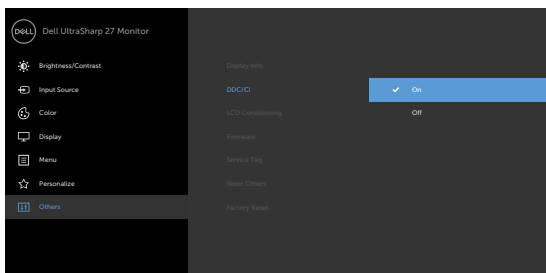 DELL
Dell UltraSharp 27 Monitor
Brightness/Contrast
Input Source
Color
Display
Menu
Personalize
Others
Display Info
DDC/CI
LCD Conditioning
Firmware
Service Tag
Reset Others
Factory Reset
On
Off